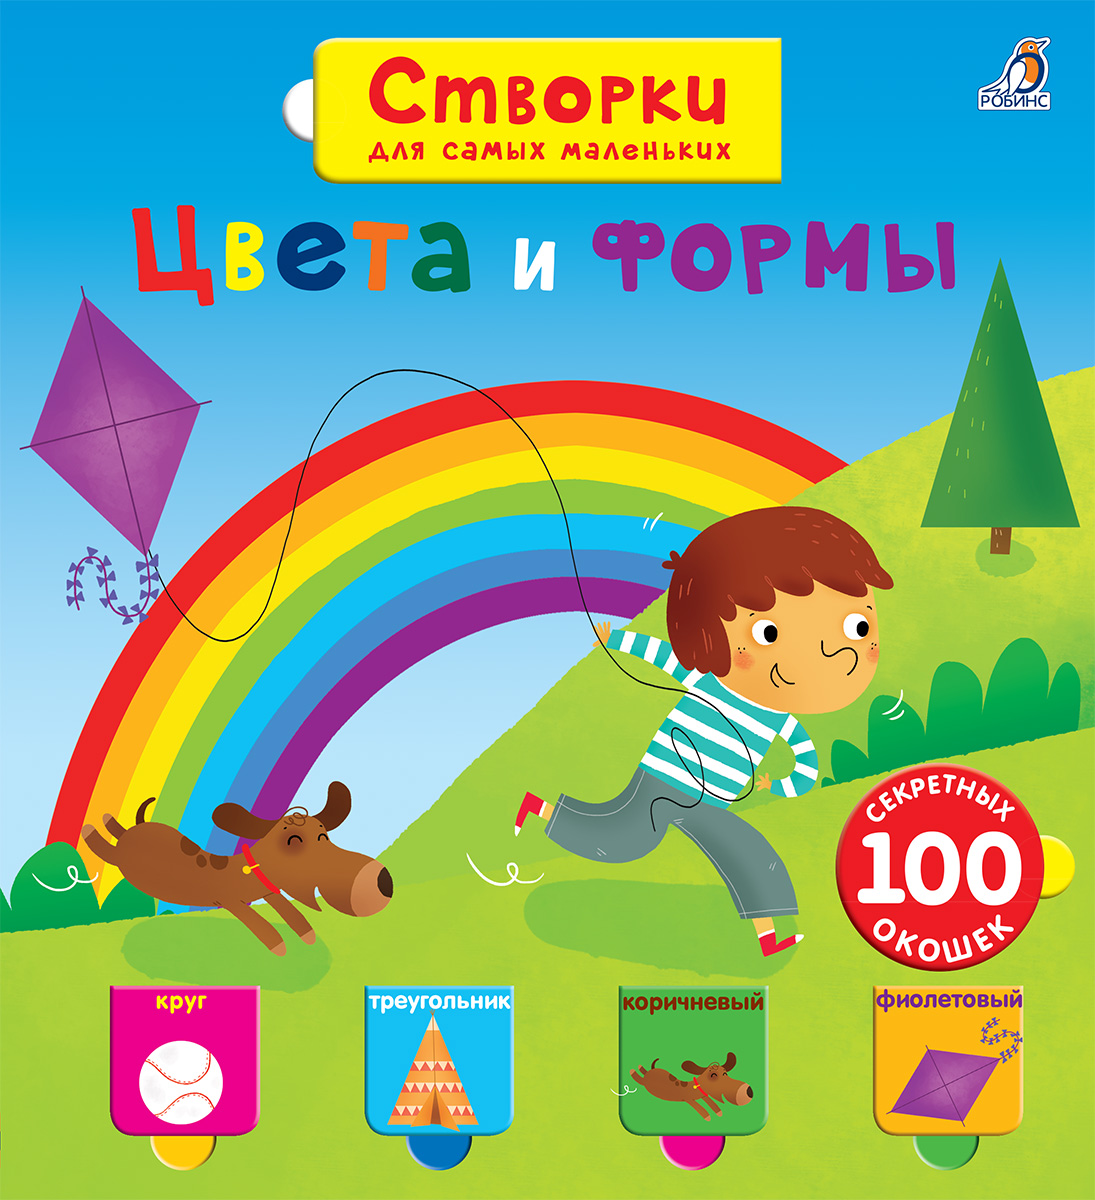 Створки
для самых маленьких
РОБИНС
Цвета и формы
СЕКРЕТНЫХ
100
ОКОШЕК
круг
треугольник
коричневый
фиолетовый